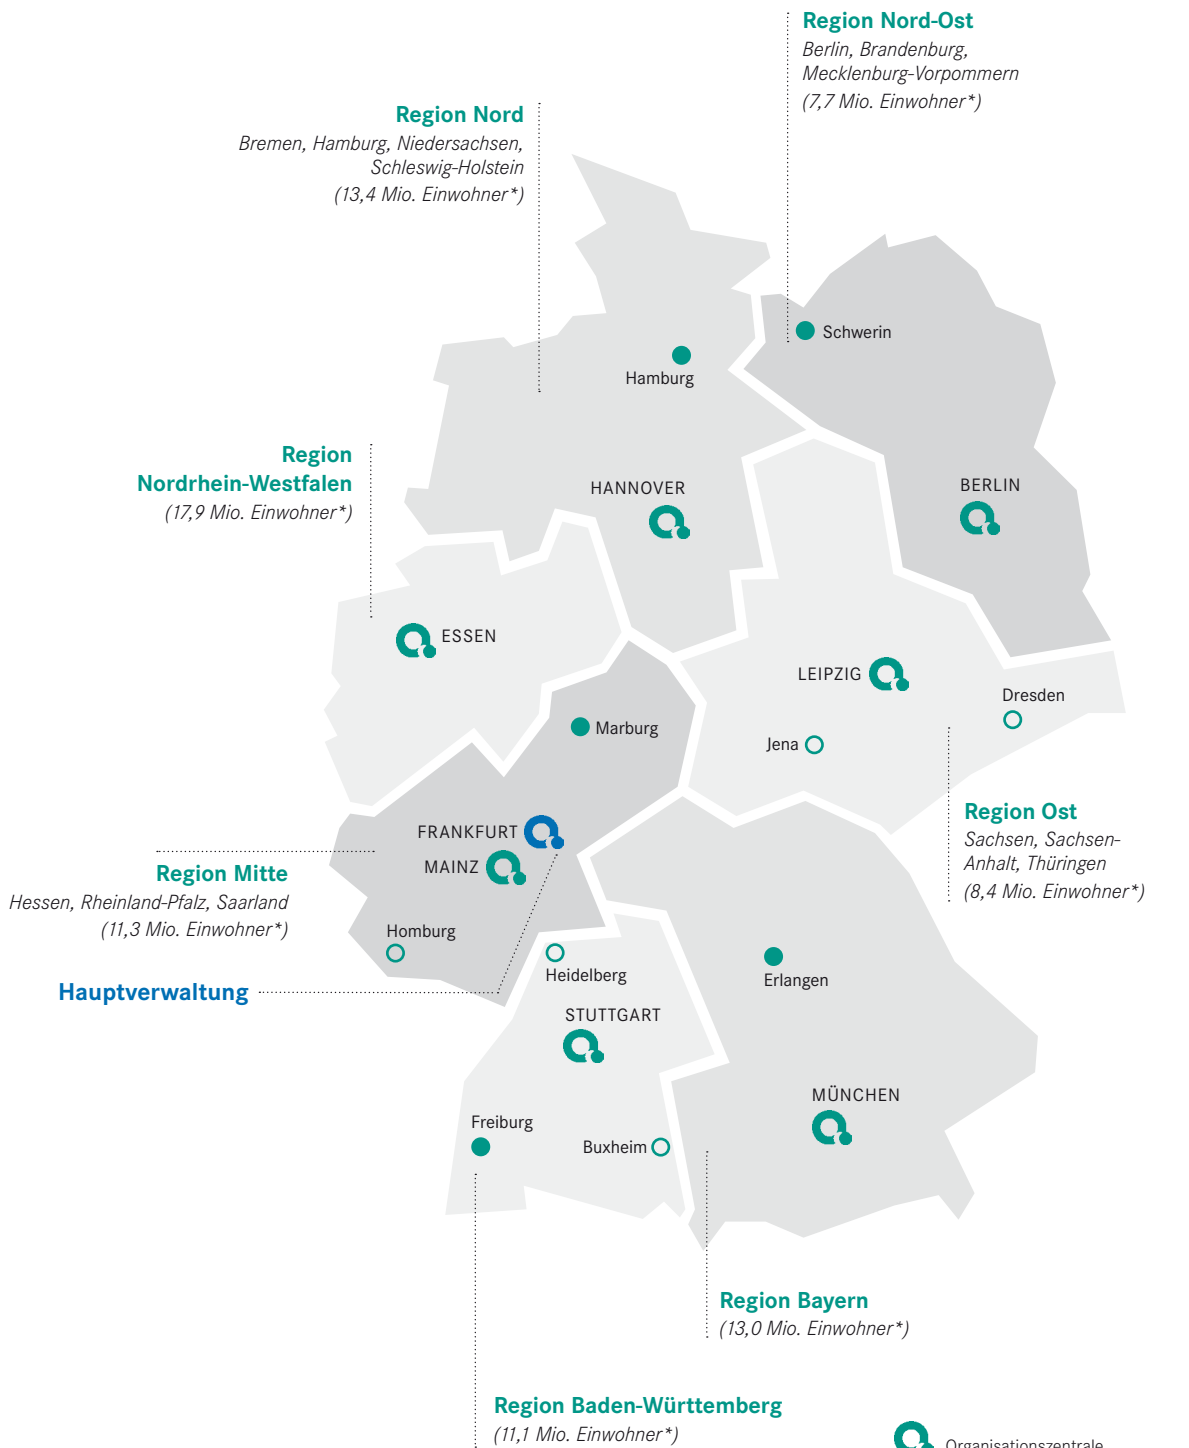 Region Nord-Ost
Berlin, Brandenburg,
Mecklenburg-Vorpommern
(7,7 Mio. Einwohner*)
Region Nord
Bremen, Hamburg, Niedersachsen,
Schleswig-Holstein
(13,4 Mio. Einwohner*)
Schwerin
Hamburg
Region
Nordrhein-Westfalen
(17,9 Mio. Einwohner*)
HANNOVER
BERLIN
ESSEN
LEIPZIG
Dresden
Marburg
Jena
Region Ost
Sachsen, Sachsen-
Anhalt, Thüringen
(8,4 Mio. Einwohner*)
FRANKFURT
MAINZ
Region Mitte
Hessen, Rheinland-Pfalz, Saarland
(11,3 Mio. Einwohner*)
Homburg
Hauptverwaltung
Heidelberg
Erlangen
STUTTGART
MÜNCHEN
Freiburg
Buxheim
Region Bayern
(13,0 Mio. Einwohner*)
Region Baden-Württemberg
(11,1 Mio. Einwohner*)
Organisationszentrale